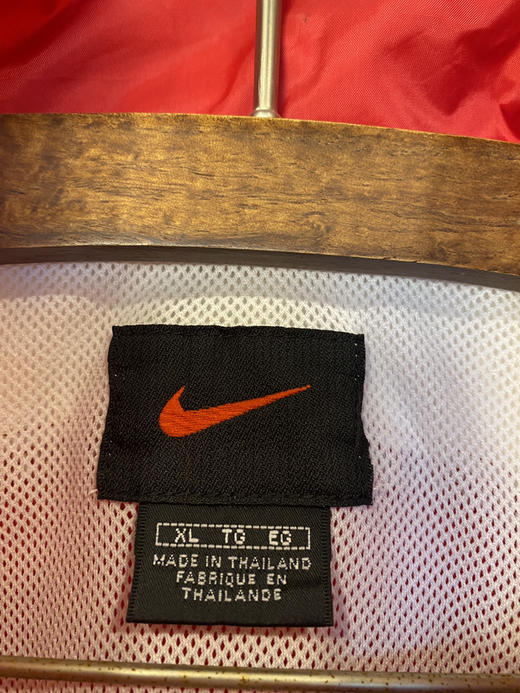 XL TG EG
MADE IN THAILAND
FABRIQUE EN
THAILANDE